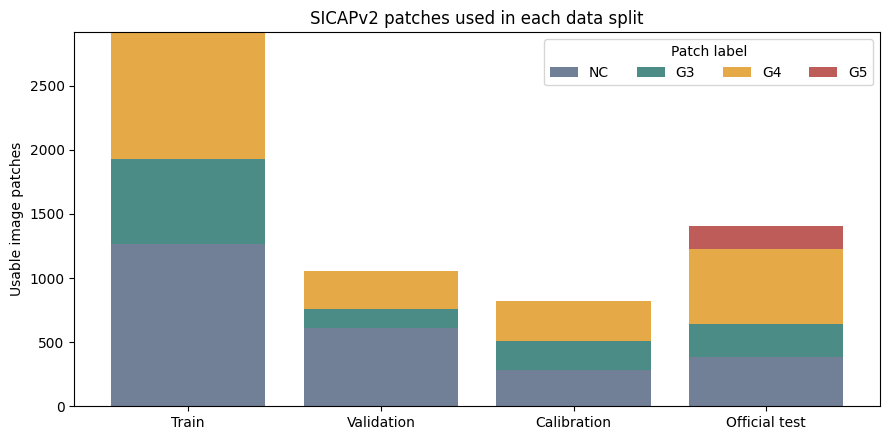 SICAPv2 patches used in each data split
Patch label
NC G3 G4 G5
Usable image patches
2500
2000
1500
1000
500
0
Train Validation Calibration Official test